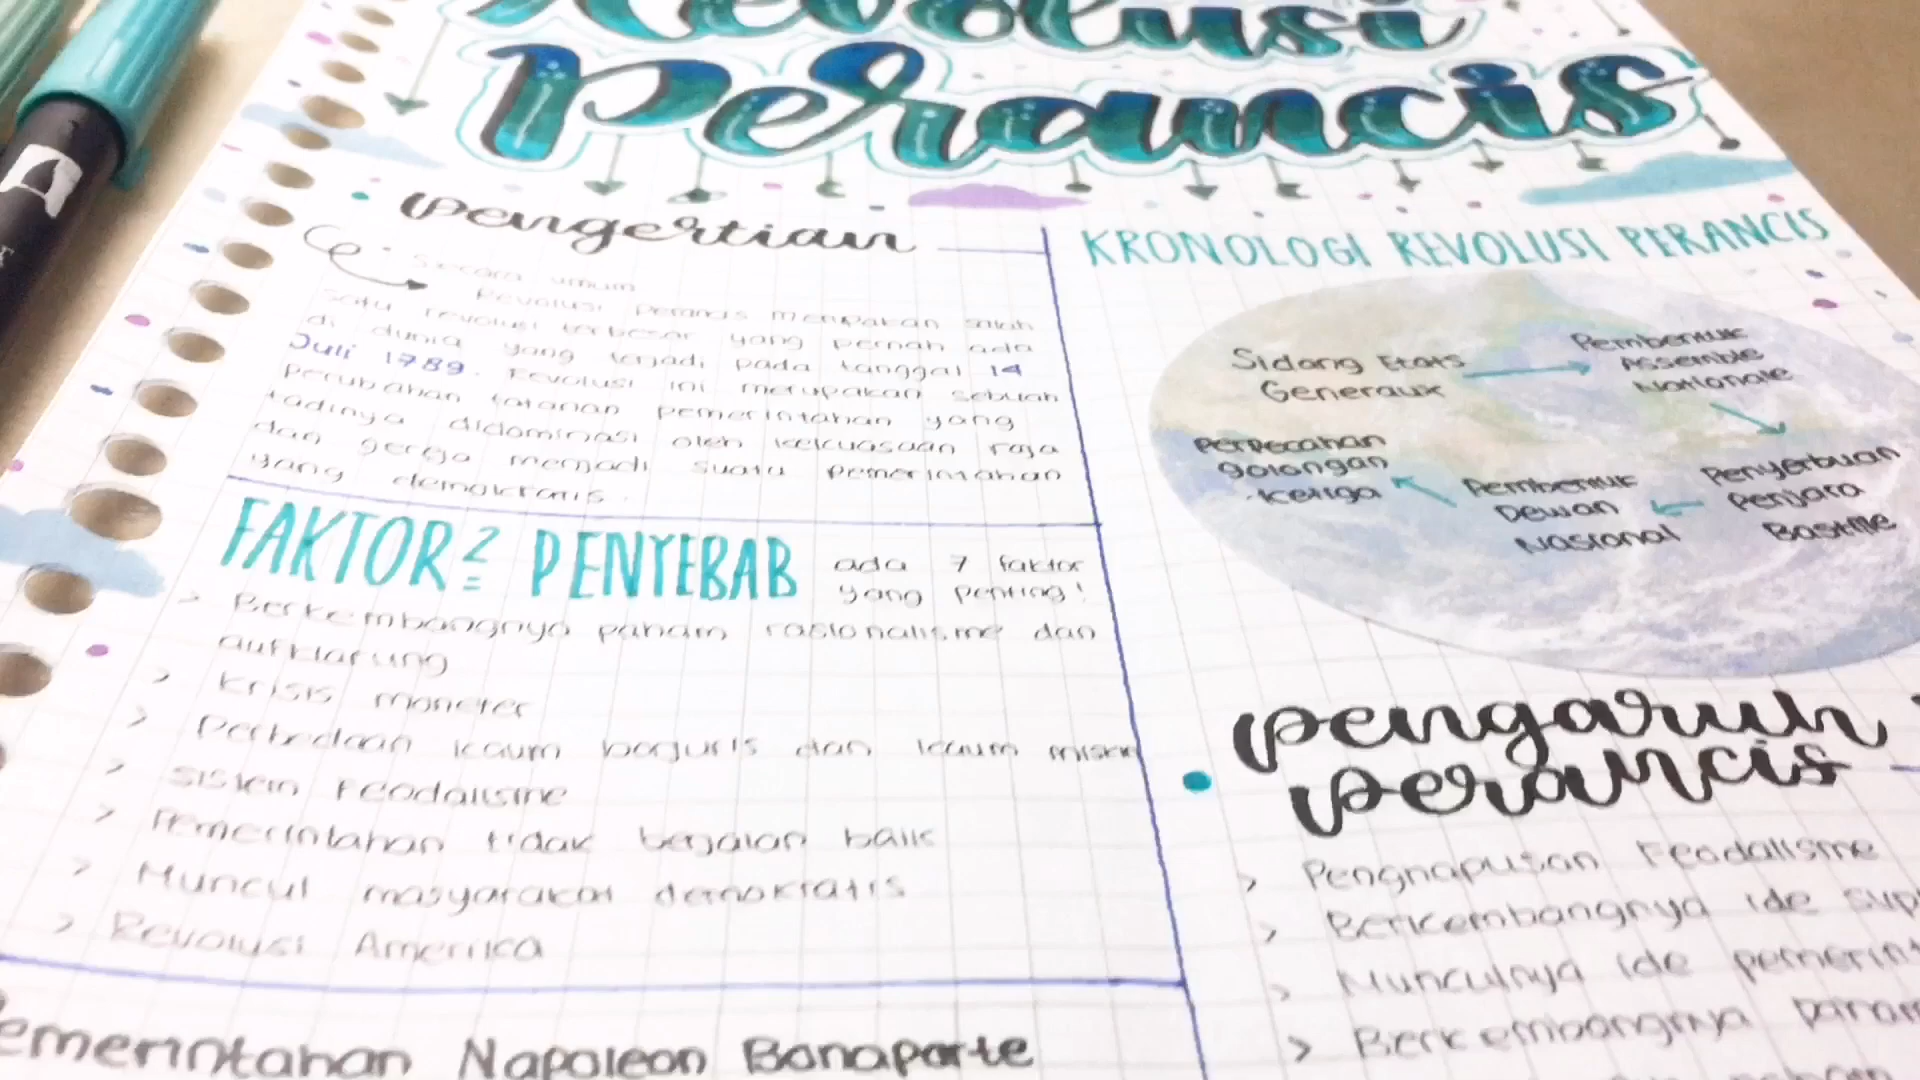 Revolusi
Perancis
Pengertian
Secara umum
Revolusi Perancis merupakan salah
satu revolusi terbesar yang pernah ada
di dunia yang terjadi pada tanggal 14
Juli 1789. Revolusi ini merupakan sebuah
perubahan tatanan pemerintahan yang
tadinya didominasi oleh kekuasaan raja
dan gereja menjadi suatu pemerintahan
yang demokratis.
FAKTOR2 PENYEBAB
ada 7 faktor
yang penting!
> Berkembangnya paham rasionalisme dan
aufklarung
> Krisis moneter
> Perbedaan kaum borjuis dan kaum miskin
> Sistem Feodalisme
> Pemerintahan tidak berjalan baik
> Muncul masyarakat demokratis
> Revolusi Amerika
Pemerintahan Napoleon Bonaparte
KRONOLOGI REVOLUSI PERANCIS
Sidang Etats
Generaux
Pembentuk
Assemble
Nationale
Penyerbuan
Penjara
Bastille
Pembentuk
Dewan
Nasional
Perpecahan
golongan
ketiga
Pengaruh
Perancis
> Penghapusan Feodalisme
> Berkembangnya ide
> Munculnya ide
> Berkembangnya paham